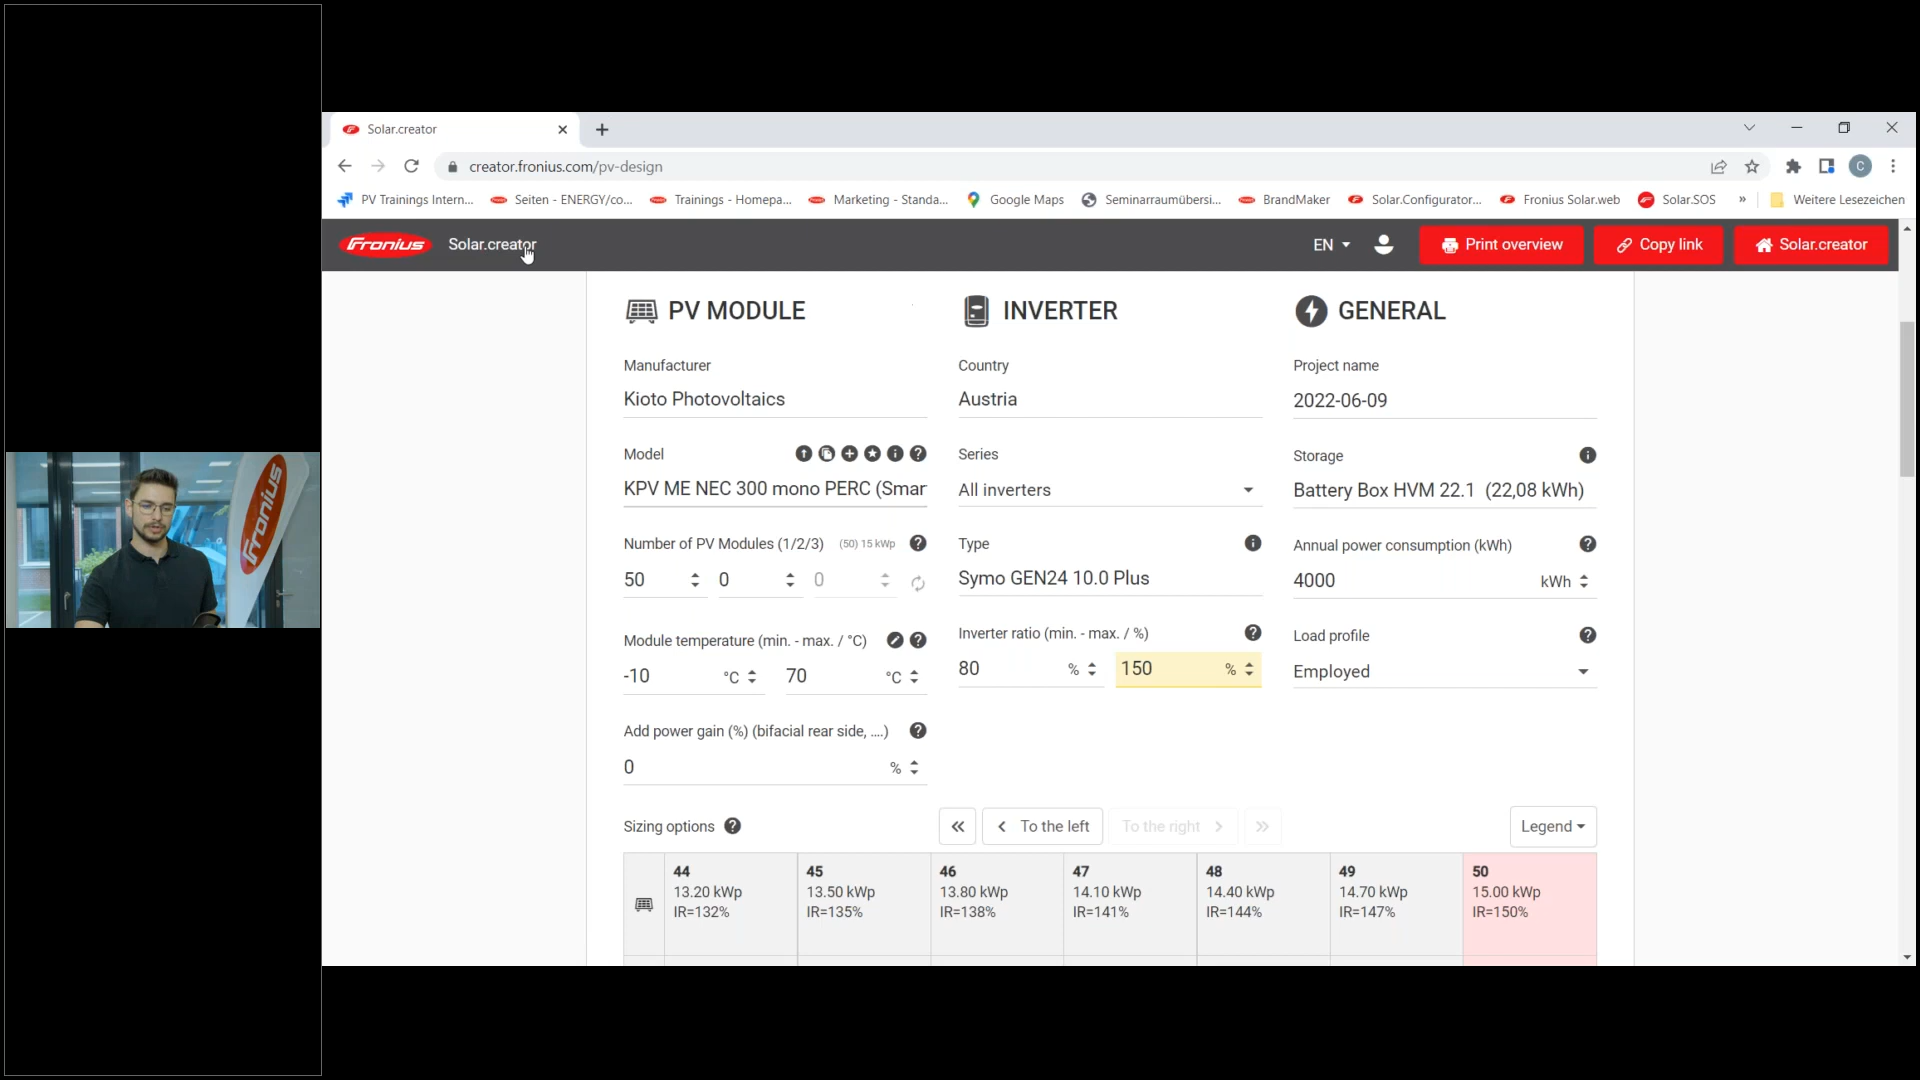 Solar.creator
creator.fronius.com/pv-design
PV Trainings Intern... Seiten - ENERGY/co... Trainings - Homepa... Marketing - Standa... Google Maps Seminarraumübersi... BrandMaker Solar.Configurator... Fronius Solar.web Solar.SOS » Weitere Lesezeichen
Fronius Solar.creator EN Print overview Copy link Solar.creator
PV MODULE INVERTER GENERAL
Manufacturer Country Project name
Kioto Photovoltaics Austria 2022-06-09
Model Series Storage
KPV ME NEC 300 mono PERC (Smar All inverters Battery Box HVM 22.1 (22,08 kWh)
Number of PV Modules (1/2/3) (50) 15 kWp Type Annual power consumption (kWh)
50 0 0 Symo GEN24 10.0 Plus 4000 kWh
Module temperature (min. - max. / °C) Inverter ratio (min. - max. / %) Load profile
-10 °C 70 °C 80 % 150 % Employed
Add power gain (%) (bifacial rear side, ....)
0 %
Sizing options « To the left To the right » Legend
44 45 46 47 48 49 50
13.20 kWp 13.50 kWp 13.80 kWp 14.10 kWp 14.40 kWp 14.70 kWp 15.00 kWp
IR=132% IR=135% IR=138% IR=141% IR=144% IR=147% IR=150%
Fronius